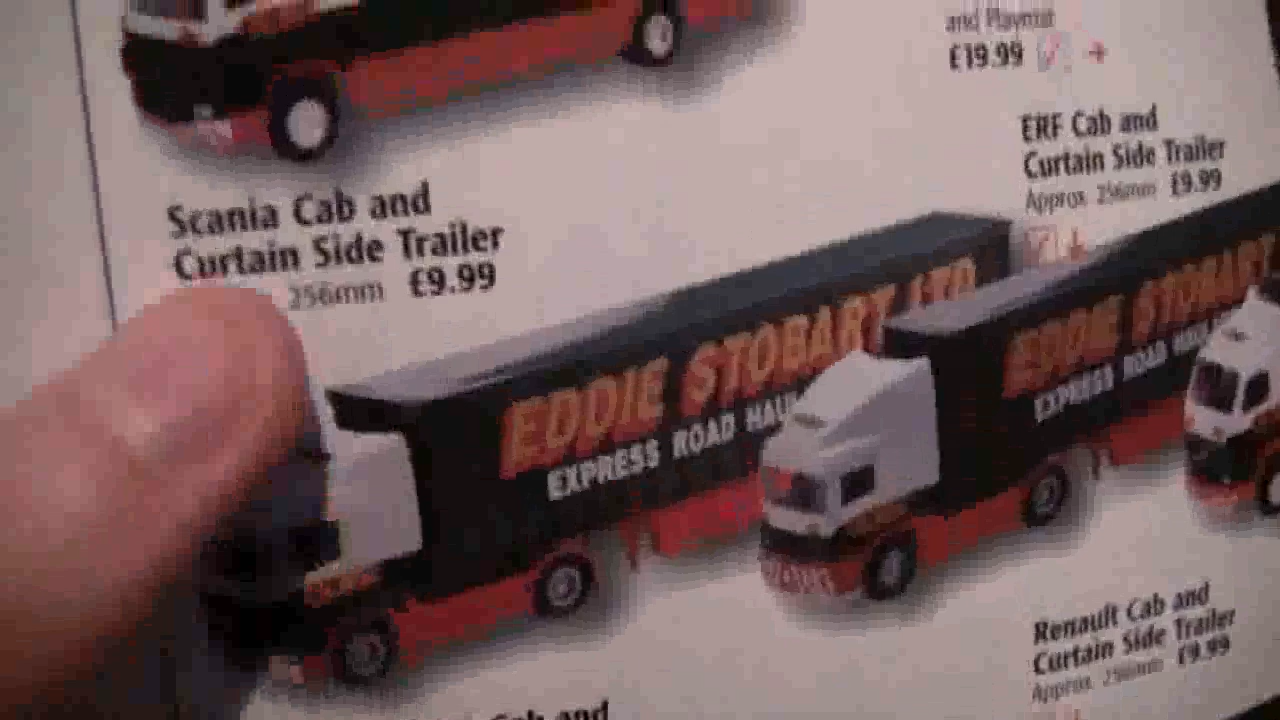 and Playmat
£19.99
ERF Cab and
Curtain Side Trailer
Approx. 256mm £9.99
Scania Cab and
Curtain Side Trailer
256mm £9.99
EDDIE STOBART LTD
EXPRESS ROAD HAUL
EDDIE STOBART
EXPRESS ROAD
Renault Cab and
Curtain Side Trailer
Approx. 256mm £9.99
Cab and